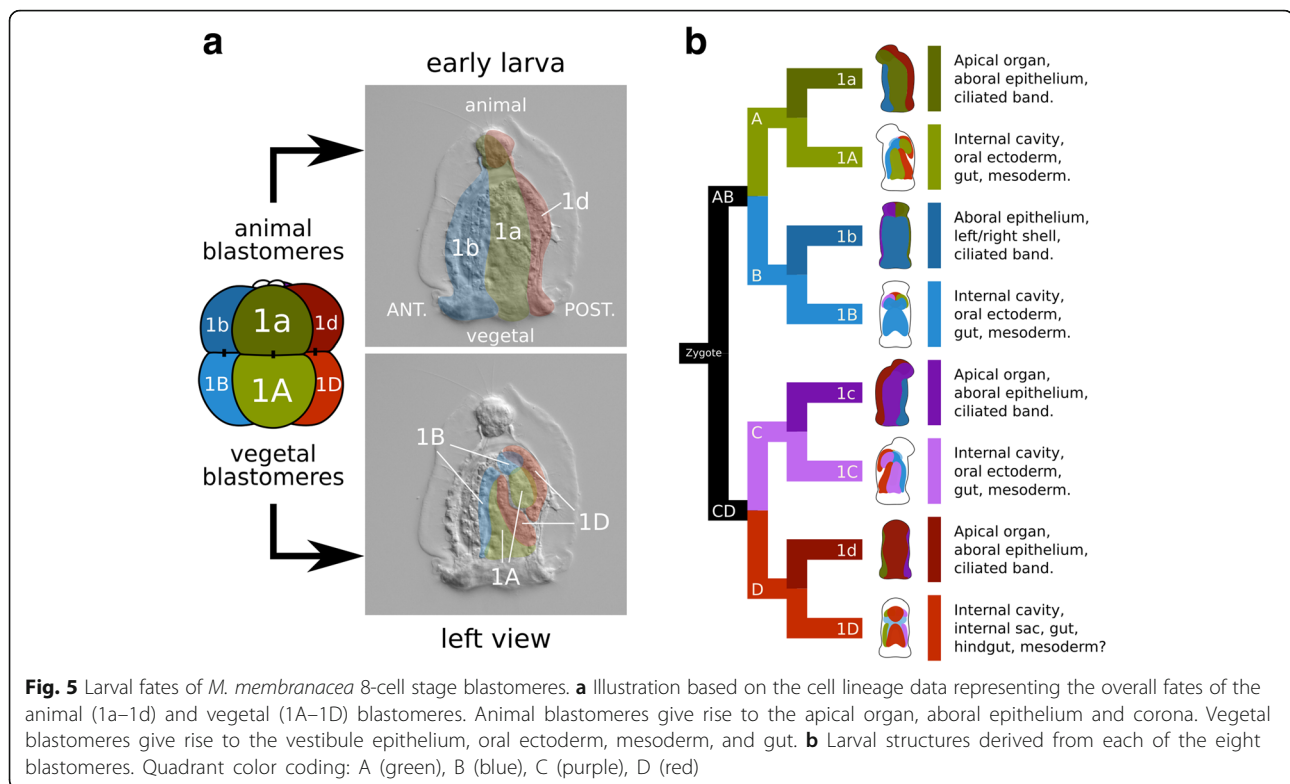 a
early larva
animal
1d
1a
1b
ANT.
POST.
vegetal
animal
blastomeres
1b
1a
1d
1B
1A
1D
vegetal
blastomeres
1B
1D
1A
left view
b
Zygote
AB
CD
A
B
C
D
1a
Apical organ,
aboral epithelium,
ciliated band.
1A
Internal cavity,
oral ectoderm,
gut, mesoderm.
1b
Aboral epithelium,
left/right shell,
ciliated band.
1B
Internal cavity,
oral ectoderm,
gut, mesoderm.
1c
Apical organ,
aboral epithelium,
ciliated band.
1C
Internal cavity,
oral ectoderm,
gut, mesoderm.
1d
Apical organ,
aboral epithelium,
ciliated band.
1D
Internal cavity,
internal sac, gut,
hindgut, mesoderm?
Fig. 5 Larval fates of M. membranacea 8-cell stage blastomeres. a Illustration based on the cell lineage data representing the overall fates of the
animal (1a–1d) and vegetal (1A–1D) blastomeres. Animal blastomeres give rise to the apical organ, aboral epithelium and corona. Vegetal
blastomeres give rise to the vestibule epithelium, oral ectoderm, mesoderm, and gut. b Larval structures derived from each of the eight
blastomeres. Quadrant color coding: A (green), B (blue), C (purple), D (red)